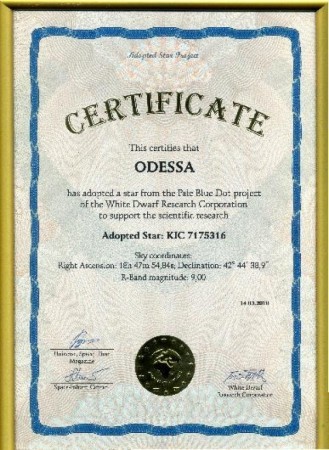 Adopted Star Project
CERTIFICATE
This certifies that
ODESSA
has adopted a star from the Pale Blue Dot project
of the White Dwarf Research Corporation
to support the scientific research
Adopted Star: KIC 7175316
Sky coordinates:
Right Ascension: 18h 47m 54,84s; Declination: 42° 44' 38,9"
R-Band magnitude: 9,00
Magazine
White Dwarf
Research Corporation